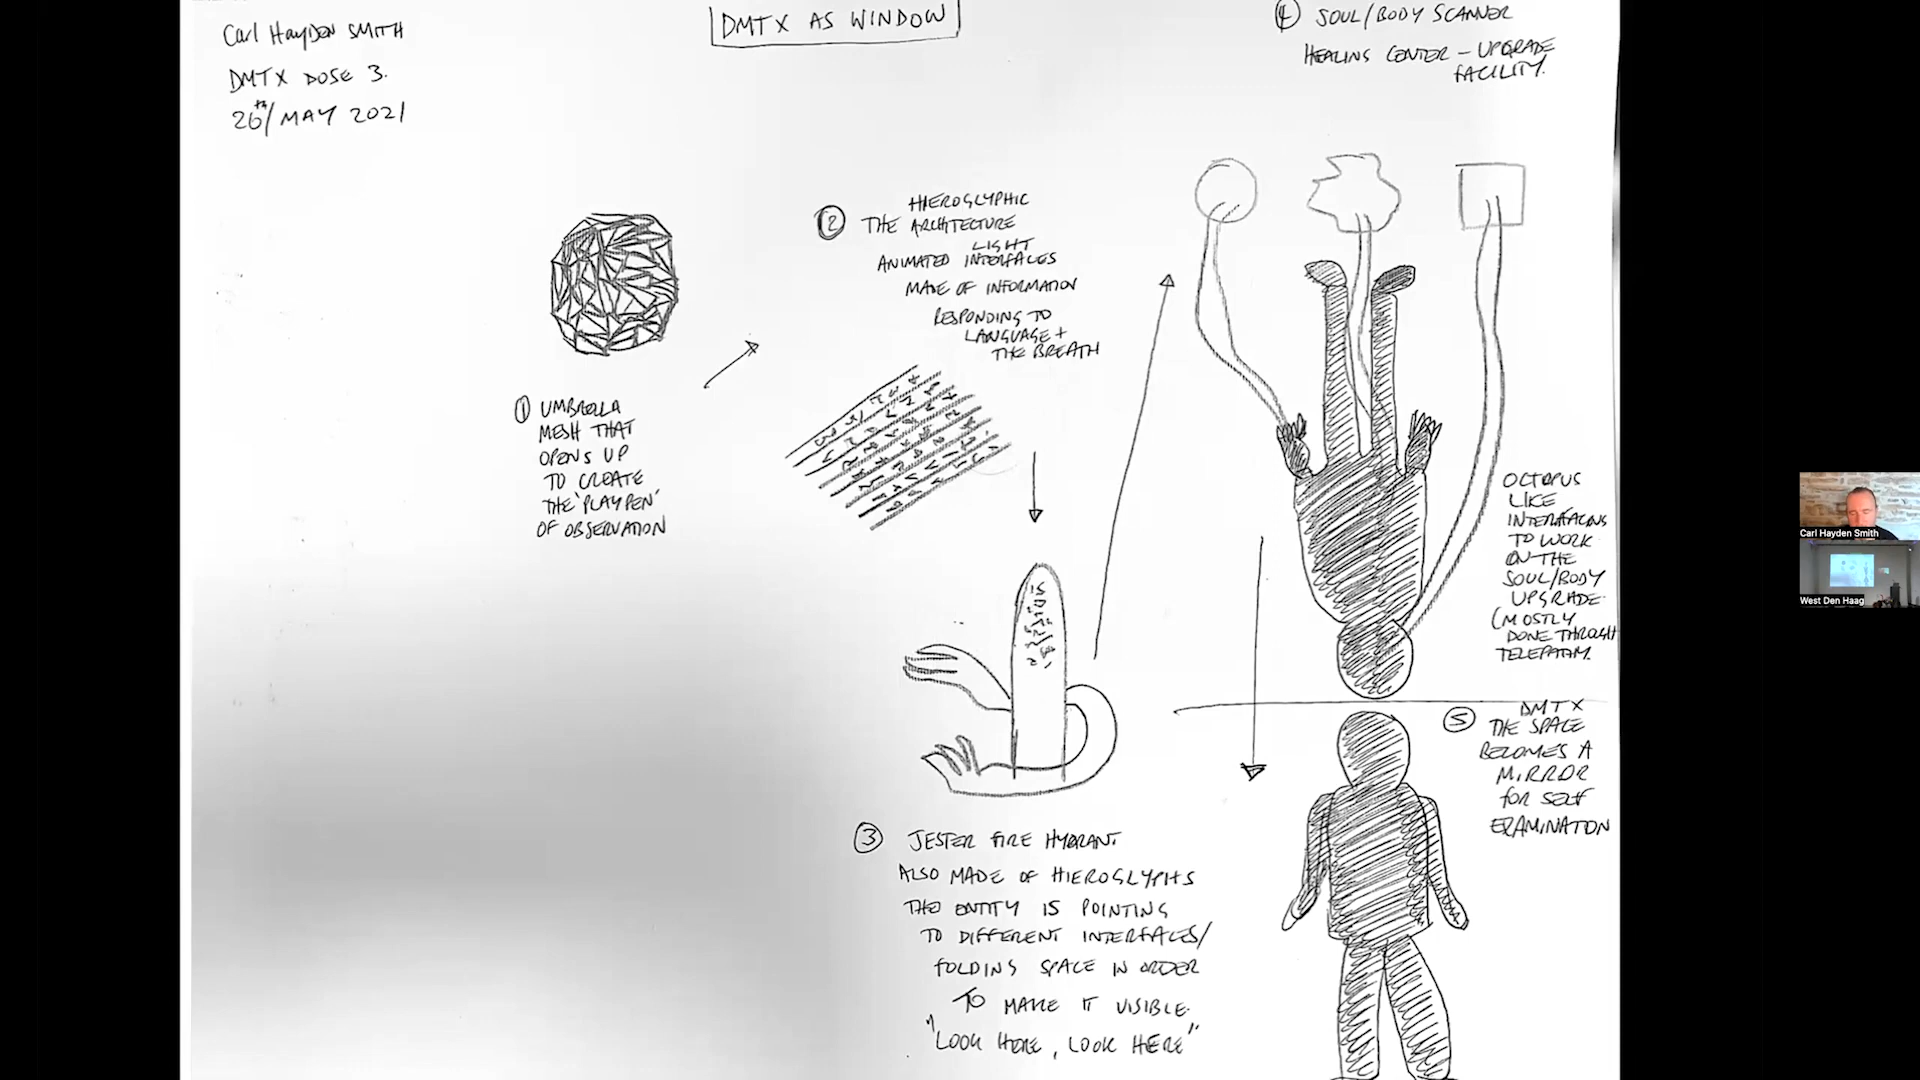 Carl Hayden SMITH
DMTX DOSE 3.
26th/MAY 2021
DMTX AS WINDOW
① UMBRELLA
MESH THAT
OPENS UP
TO CREATE
THE 'PLAYPEN'
OF OBSERVATION
② HIEROGLYPHIC
THE ARCHITECTURE
LIGHT
ANIMATED INTERFACES
MADE OF INFORMATION
RESPONDING TO
LANGUAGE +
THE BREATH
③ JESTER FIRE HYDRANT
ALSO MADE OF HIEROGLYPHS
THE ENTITY IS POINTING
TO DIFFERENT INTERFACES/
FOLDING SPACE IN ORDER
TO MAKE IT VISIBLE.
"LOOK HERE, LOOK HERE"
④ SOUL/BODY SCANNER
HEALING CENTER – UPGRADE
FACILITY.
OCTOPUS
LIKE
INTERFACING
TO WORK
ON THE
SOUL/BODY
UPGRADE.
(MOSTLY
DONE THROUGH
TELEPATHY.
⑤ DMTX
THE SPACE
BECOMES A
MIRROR
FOR SELF
EXAMINATION
Carl Hayden Smith
West Den Haag